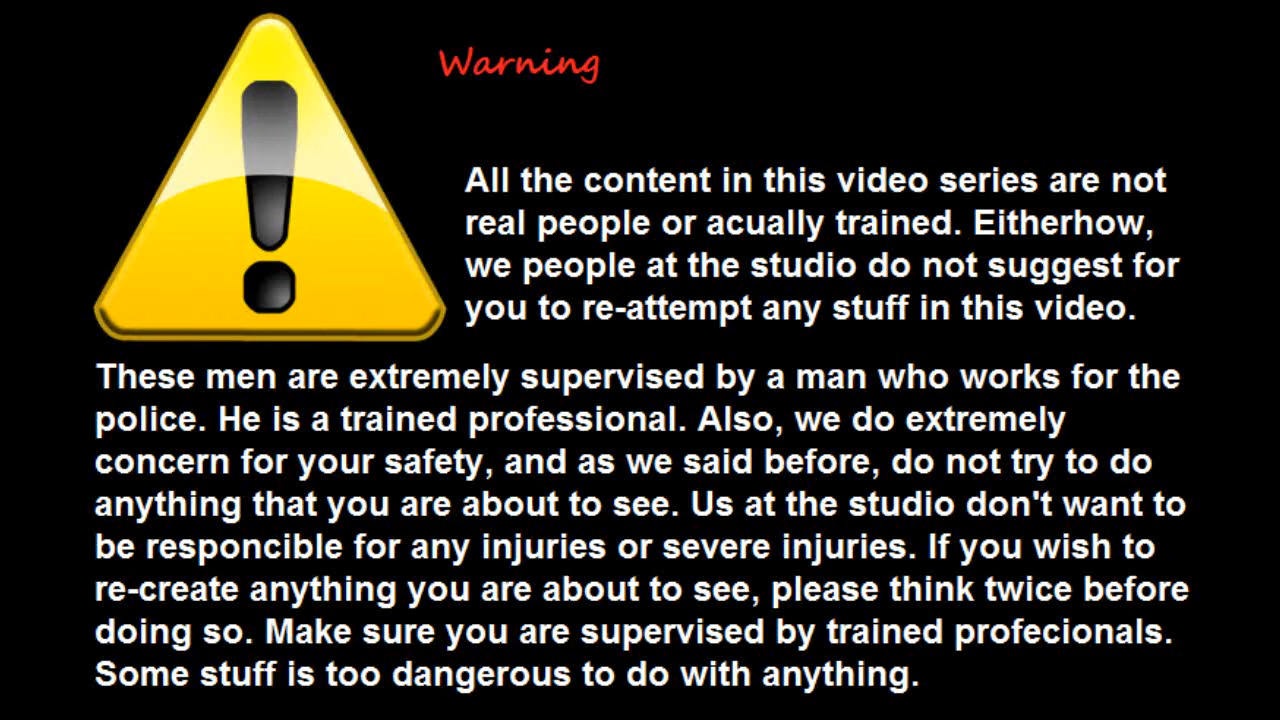 Warning
All the content in this video series are not
real people or acually trained. Eitherhow,
we people at the studio do not suggest for
you to re-attempt any stuff in this video.
These men are extremely supervised by a man who works for the
police. He is a trained professional. Also, we do extremely
concern for your safety, and as we said before, do not try to do
anything that you are about to see. Us at the studio don't want to
be responcible for any injuries or severe injuries. If you wish to
re-create anything you are about to see, please think twice before
doing so. Make sure you are supervised by trained profecionals.
Some stuff is too dangerous to do with anything.